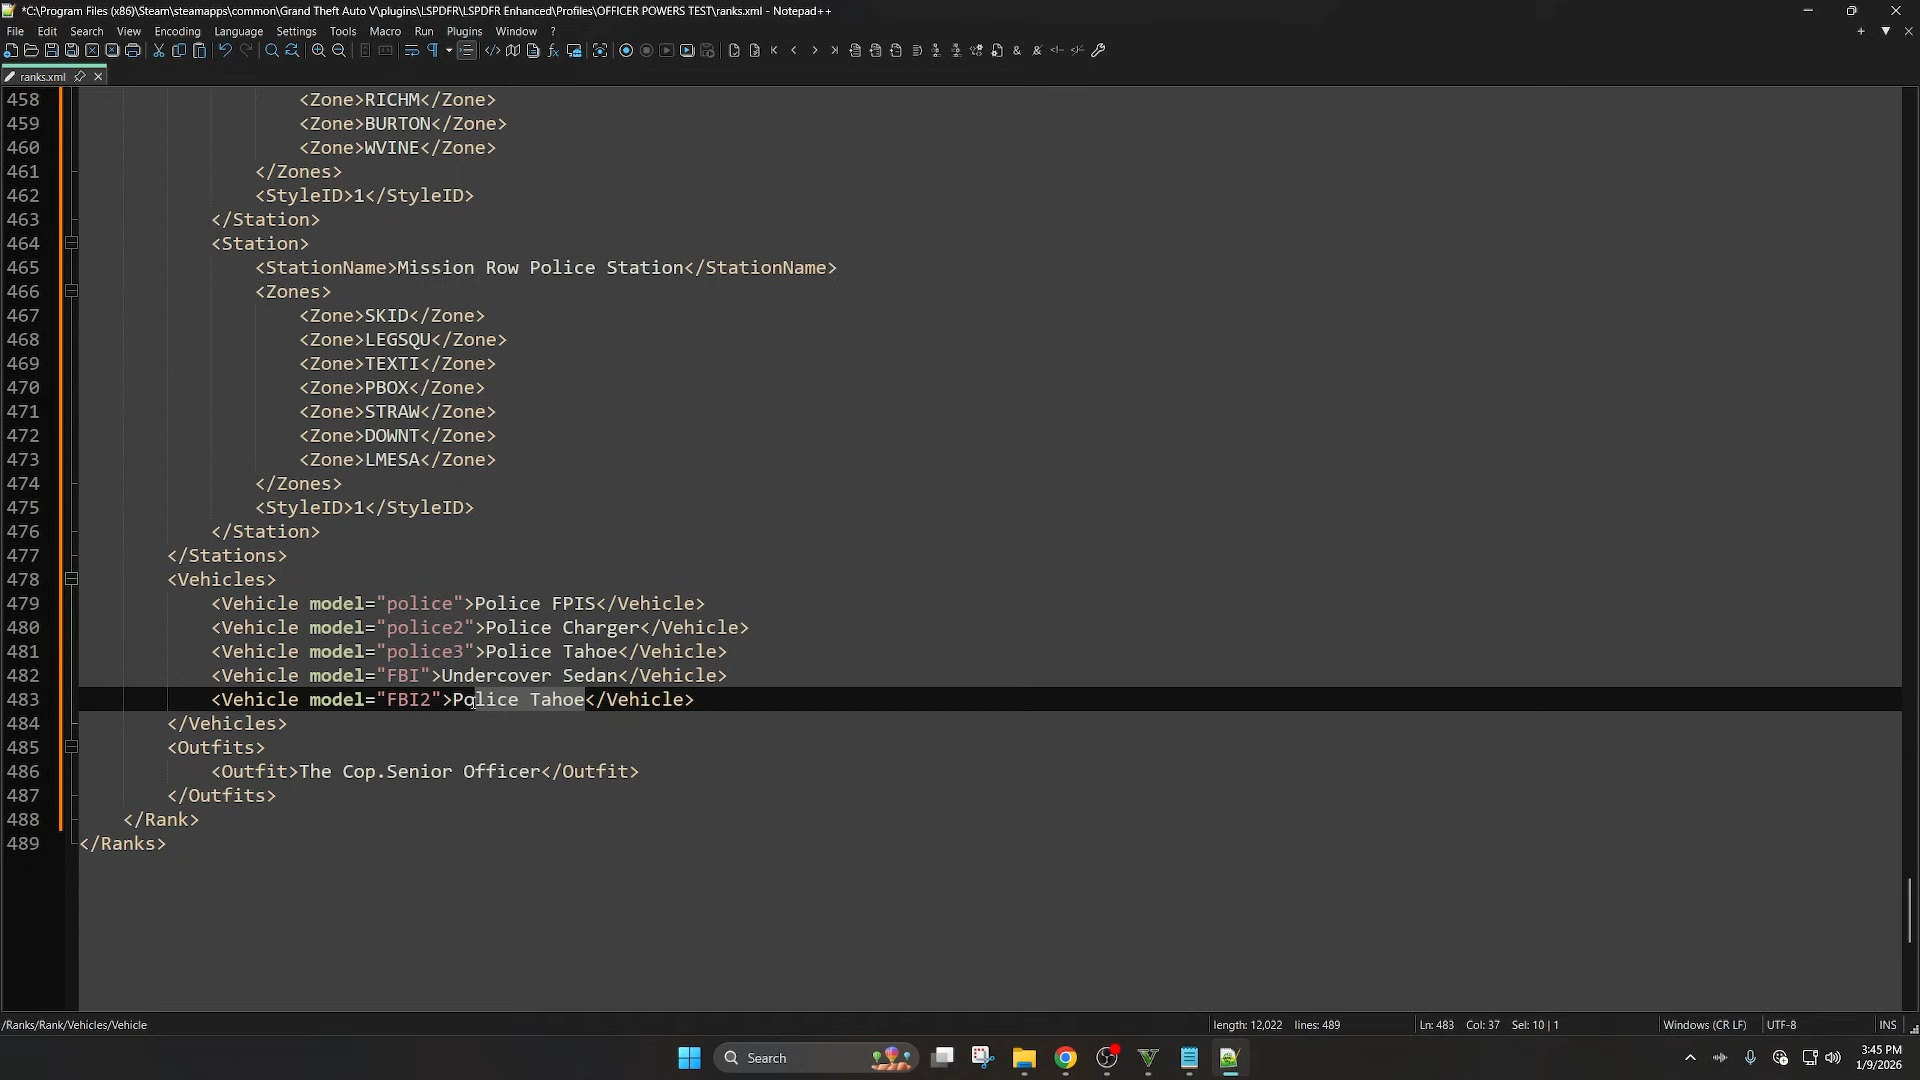 *C:\Program Files (x86)\Steam\steamapps\common\Grand Theft Auto V\plugins\LSPDFR\LSPDFR Enhanced\Profiles\OFFICER POWERS TEST\ranks.xml - Notepad++
File Edit Search View Encoding Language Settings Tools Macro Run Plugins Window ?
ranks.xml
458 <Zone>RICHM</Zone>
459 <Zone>BURTON</Zone>
460 <Zone>WVINE</Zone>
461 </Zones>
462 <StyleID>1</StyleID>
463 </Station>
464 <Station>
465 <StationName>Mission Row Police Station</StationName>
466 <Zones>
467 <Zone>SKID</Zone>
468 <Zone>LEGSQU</Zone>
469 <Zone>TEXTI</Zone>
470 <Zone>PBOX</Zone>
471 <Zone>STRAW</Zone>
472 <Zone>DOWNT</Zone>
473 <Zone>LMESA</Zone>
474 </Zones>
475 <StyleID>1</StyleID>
476 </Station>
477 </Stations>
478 <Vehicles>
479 <Vehicle model="police">Police FPIS</Vehicle>
480 <Vehicle model="police2">Police Charger</Vehicle>
481 <Vehicle model="police3">Police Tahoe</Vehicle>
482 <Vehicle model="FBI">Undercover Sedan</Vehicle>
483 <Vehicle model="FBI2">Police Tahoe</Vehicle>
484 </Vehicles>
485 <Outfits>
486 <Outfit>The Cop.Senior Officer</Outfit>
487 </Outfits>
488 </Rank>
489 </Ranks>
/Ranks/Rank/Vehicles/Vehicle length: 12,022 lines: 489 Ln: 483 Col: 37 Sel: 10 | 1 Windows (CR LF) UTF-8 INS
Search
3:45 PM
1/9/2026